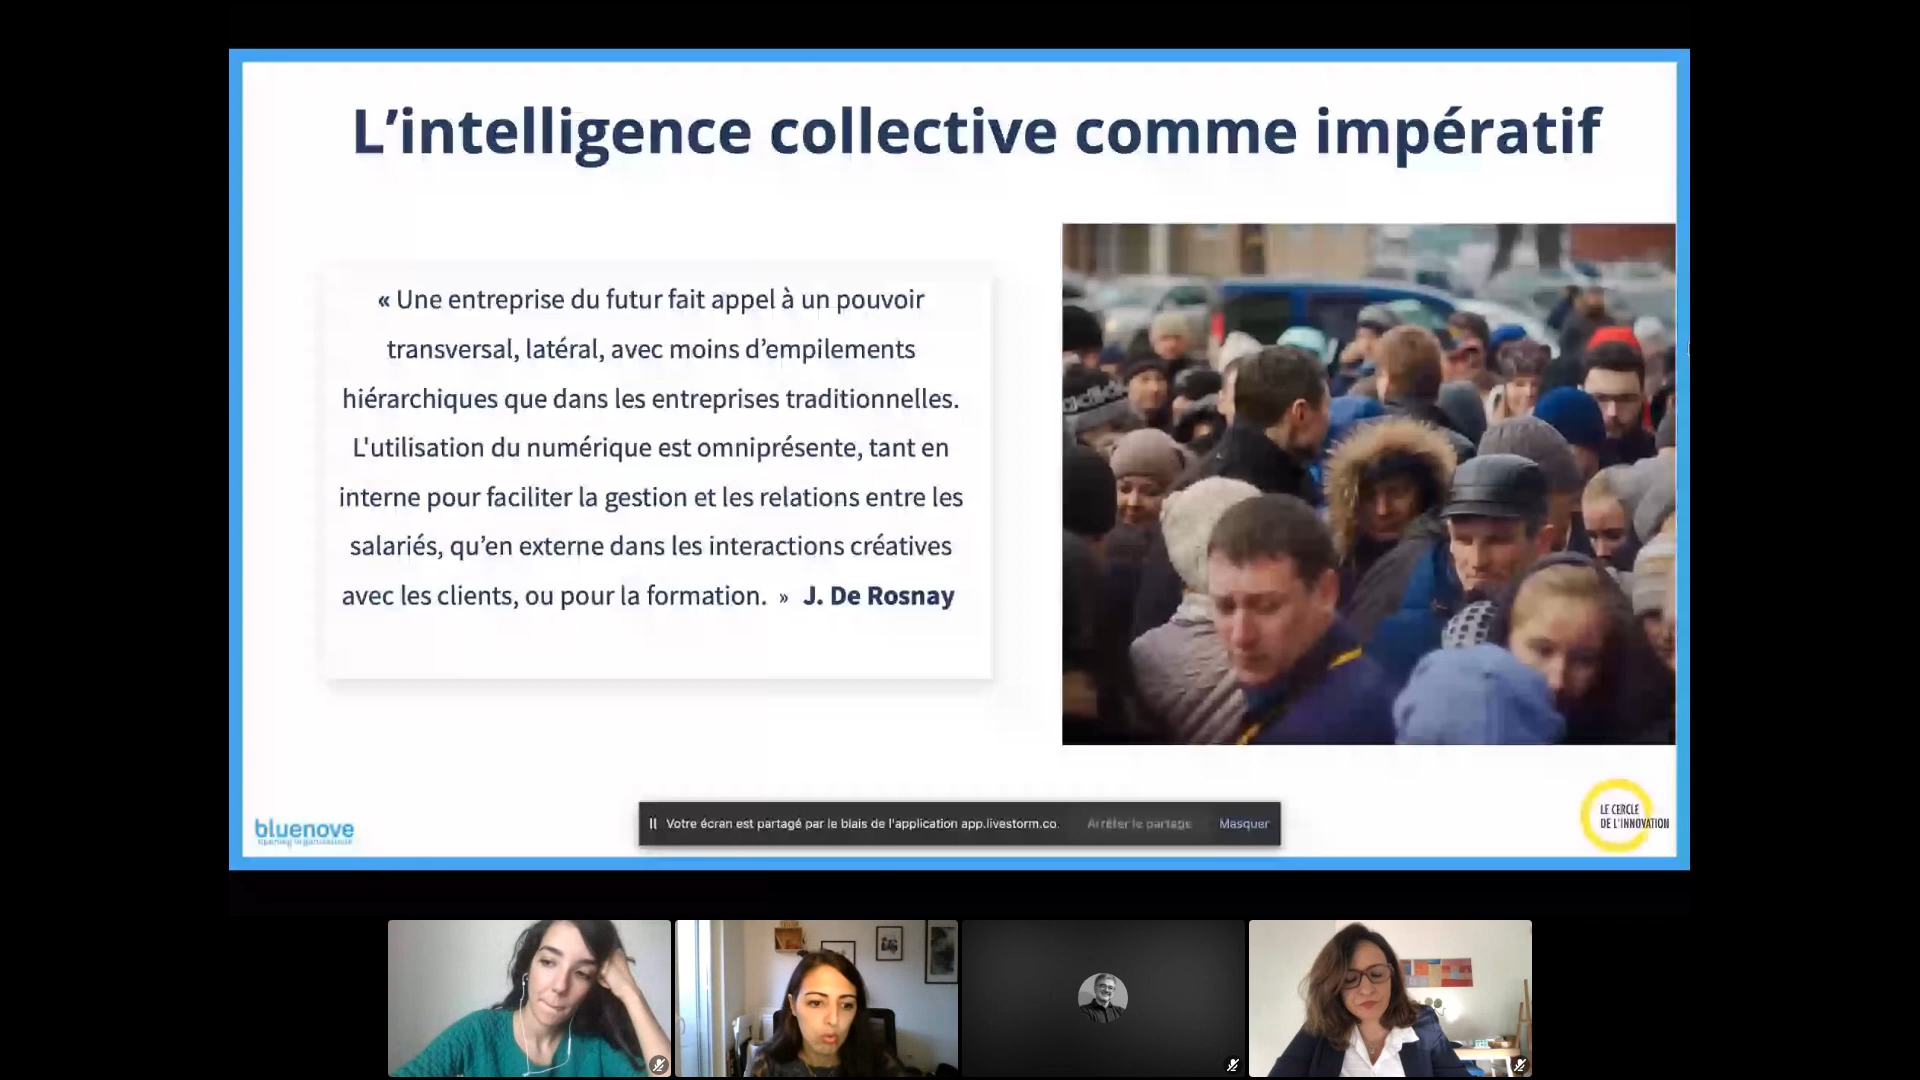 L’intelligence collective comme impératif
« Une entreprise du futur fait appel à un pouvoir
transversal, latéral, avec moins d’empilements
hiérarchiques que dans les entreprises traditionnelles.
L'utilisation du numérique est omniprésente, tant en
interne pour faciliter la gestion et les relations entre les
salariés, qu’en externe dans les interactions créatives
avec les clients, ou pour la formation. » J. De Rosnay
bluenove
opening organizations
Votre écran est partagé par le biais de l'application app.livestorm.co. Arrêter le partage Masquer
LE CERCLE
DE L'INNOVATION